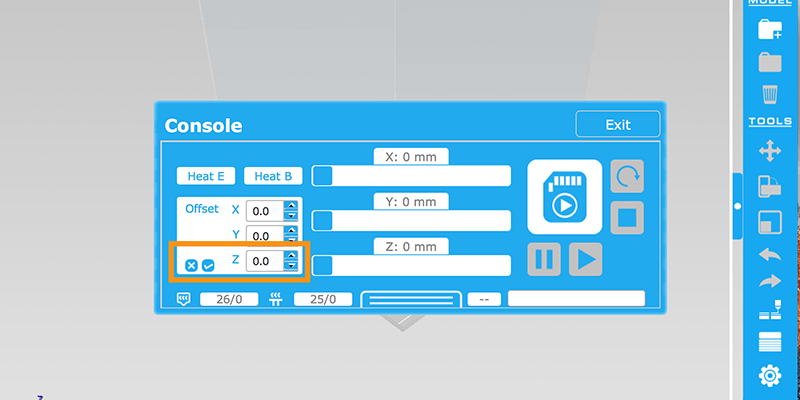 MODEL
Console
Exit
X: 0 mm
Heat E
Heat B
Offset
X
0.0
Y: 0 mm
Y
0.0
Z: 0 mm
Z
0.0
26/0
25/0
--
TOOLS
z